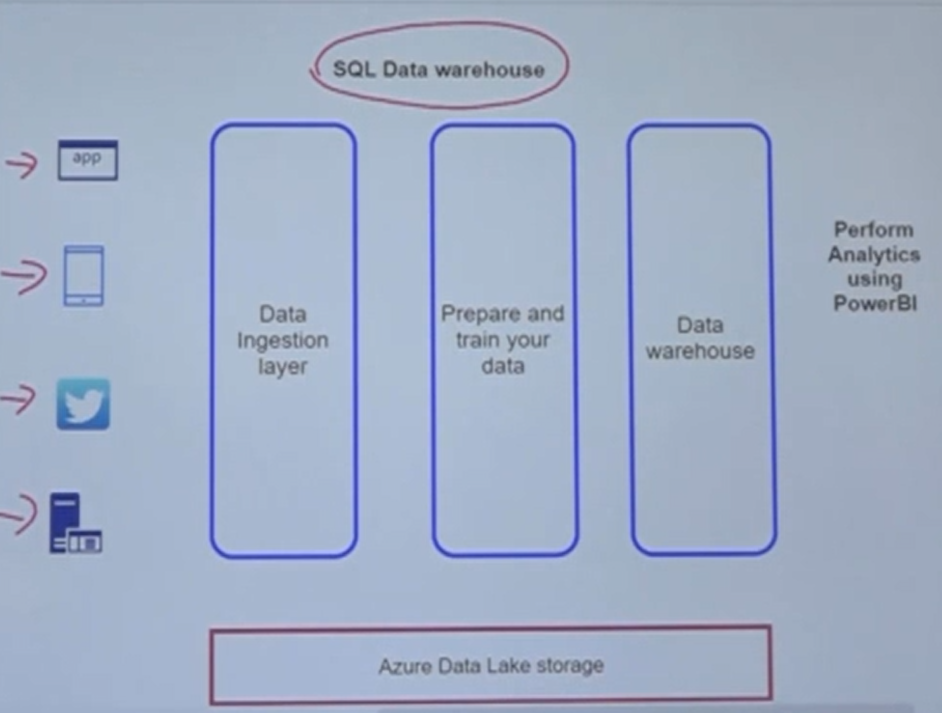 SQL Data warehouse
app
Data
Ingestion
layer
Prepare and
train your
data
Data
warehouse
Perform
Analytics
using
PowerBI
Azure Data Lake storage